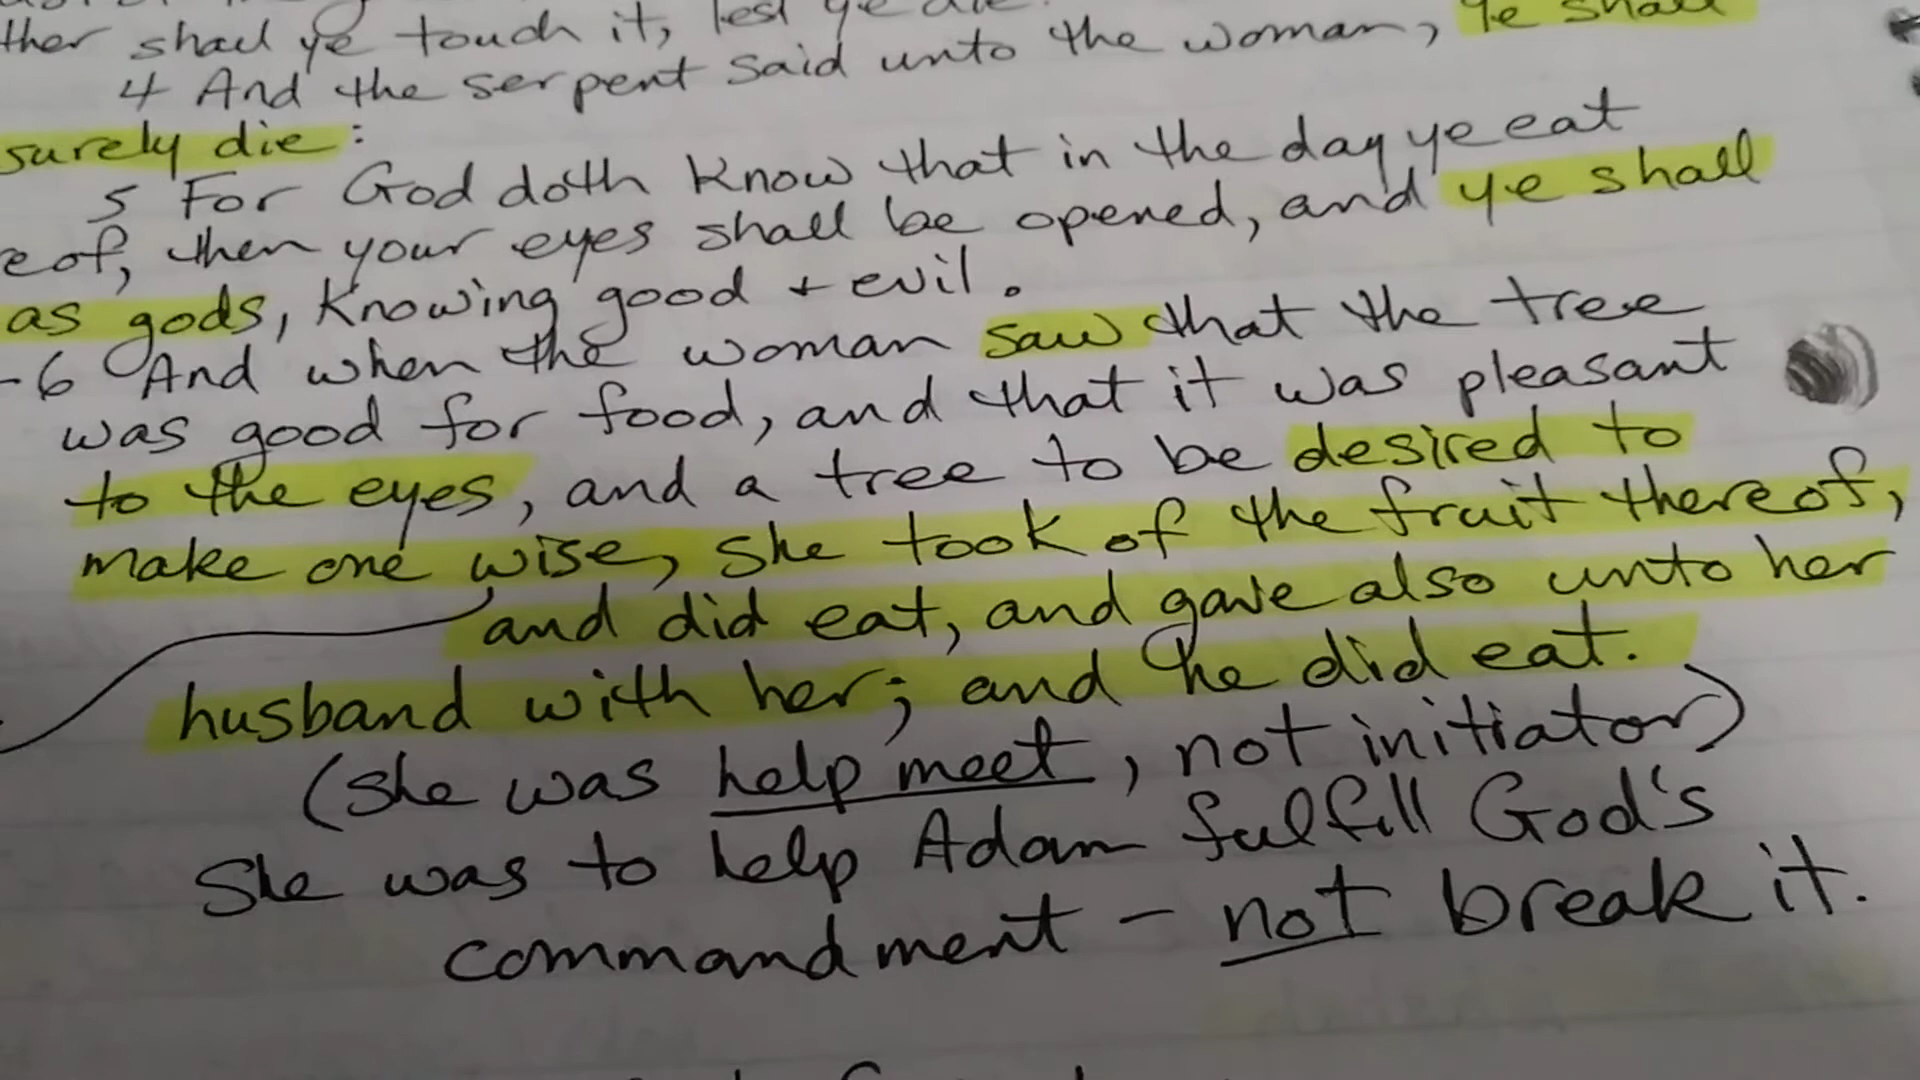 ther shall ye touch it, lest ye die.
4 And the serpent said unto the woman, Ye shall
surely die:
5 For God doth know that in the day ye eat
eof, then your eyes shall be opened, and ye shall
as gods, knowing good + evil.
-6 And when the woman saw that the tree
was good for food, and that it was pleasant
to the eyes, and a tree to be desired to
make one wise, she took of the fruit thereof,
and did eat, and gave also unto her
husband with her; and he did eat.
(she was help meet, not initiator)
She was to help Adam fulfill God's
commandment - not break it.